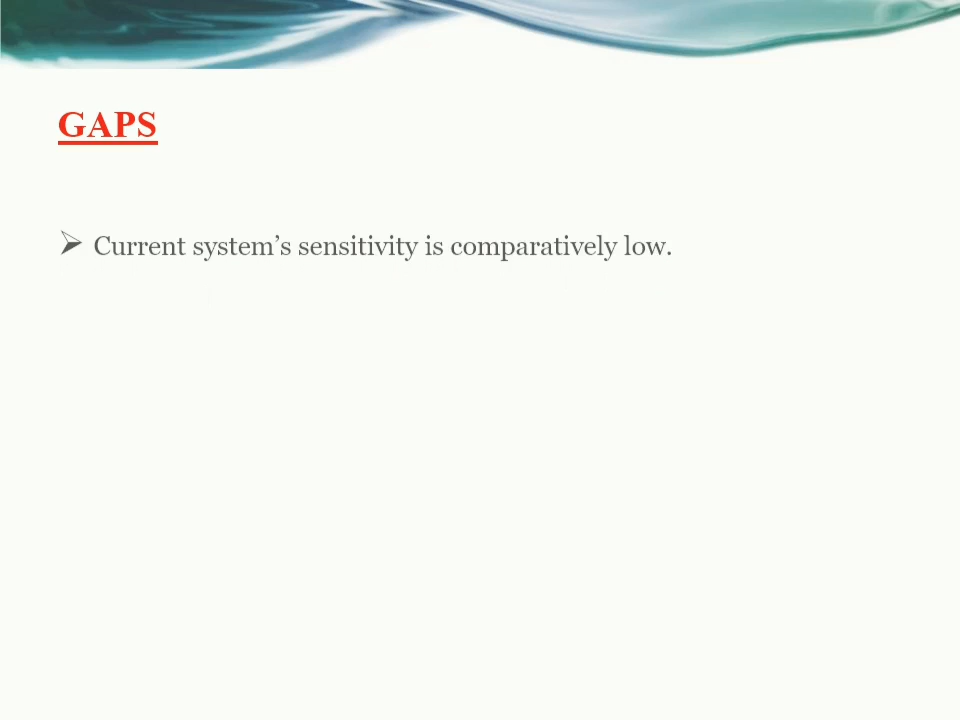 GAPS
➢ Current system’s sensitivity is comparatively low.